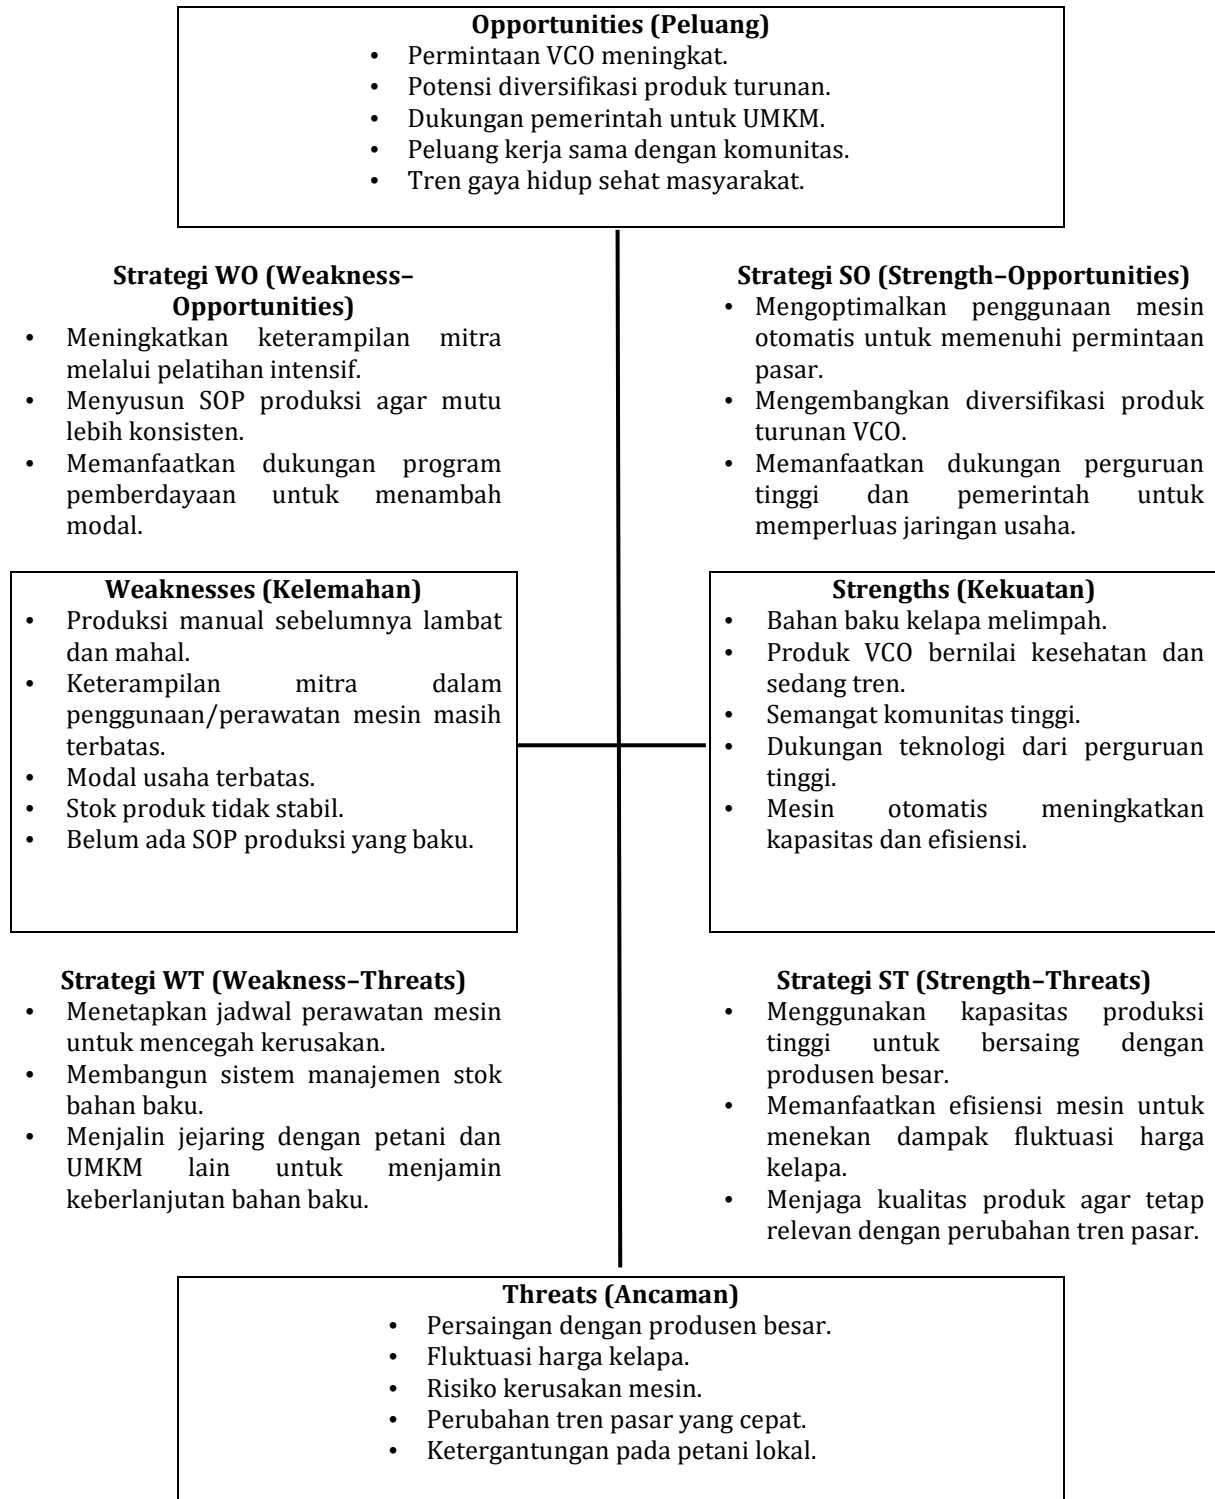 Opportunities (Peluang)
• Permintaan VCO meningkat.
• Potensi diversifikasi produk turunan.
• Dukungan pemerintah untuk UMKM.
• Peluang kerja sama dengan komunitas.
• Tren gaya hidup sehat masyarakat.
Strategi WO (Weakness–
Opportunities)
• Meningkatkan keterampilan mitra
melalui pelatihan intensif.
• Menyusun SOP produksi agar mutu
lebih konsisten.
• Memanfaatkan dukungan program
pemberdayaan untuk menambah
modal.
Strategi SO (Strength–Opportunities)
• Mengoptimalkan penggunaan mesin
otomatis untuk memenuhi permintaan
pasar.
• Mengembangkan diversifikasi produk
turunan VCO.
• Memanfaatkan dukungan perguruan
tinggi dan pemerintah untuk
memperluas jaringan usaha.
Weaknesses (Kelemahan)
• Produksi manual sebelumnya lambat
dan mahal.
• Keterampilan mitra dalam
penggunaan/perawatan mesin masih
terbatas.
• Modal usaha terbatas.
• Stok produk tidak stabil.
• Belum ada SOP produksi yang baku.
Strengths (Kekuatan)
• Bahan baku kelapa melimpah.
• Produk VCO bernilai kesehatan dan
sedang tren.
• Semangat komunitas tinggi.
• Dukungan teknologi dari perguruan
tinggi.
• Mesin otomatis meningkatkan
kapasitas dan efisiensi.
Strategi WT (Weakness–Threats)
• Menetapkan jadwal perawatan mesin
untuk mencegah kerusakan.
• Membangun sistem manajemen stok
bahan baku.
• Menjalin jejaring dengan petani dan
UMKM lain untuk menjamin
keberlanjutan bahan baku.
Strategi ST (Strength–Threats)
• Menggunakan kapasitas produksi
tinggi untuk bersaing dengan
produsen besar.
• Memanfaatkan efisiensi mesin untuk
menekan dampak fluktuasi harga
kelapa.
• Menjaga kualitas produk agar tetap
relevan dengan perubahan tren pasar.
Threats (Ancaman)
• Persaingan dengan produsen besar.
• Fluktuasi harga kelapa.
• Risiko kerusakan mesin.
• Perubahan tren pasar yang cepat.
• Ketergantungan pada petani lokal.